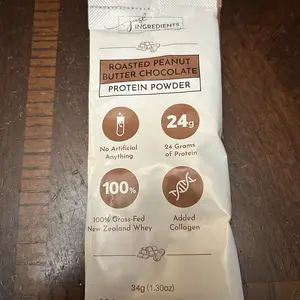 just
INGREDIENTS
ROASTED PEANUT
BUTTER CHOCOLATE
PROTEIN POWDER
24g
No Artificial
Anything
24 Grams
of Protein
100%
100% Grass-Fed
New Zealand Whey
Added
Collagen
34g (1.30oz)